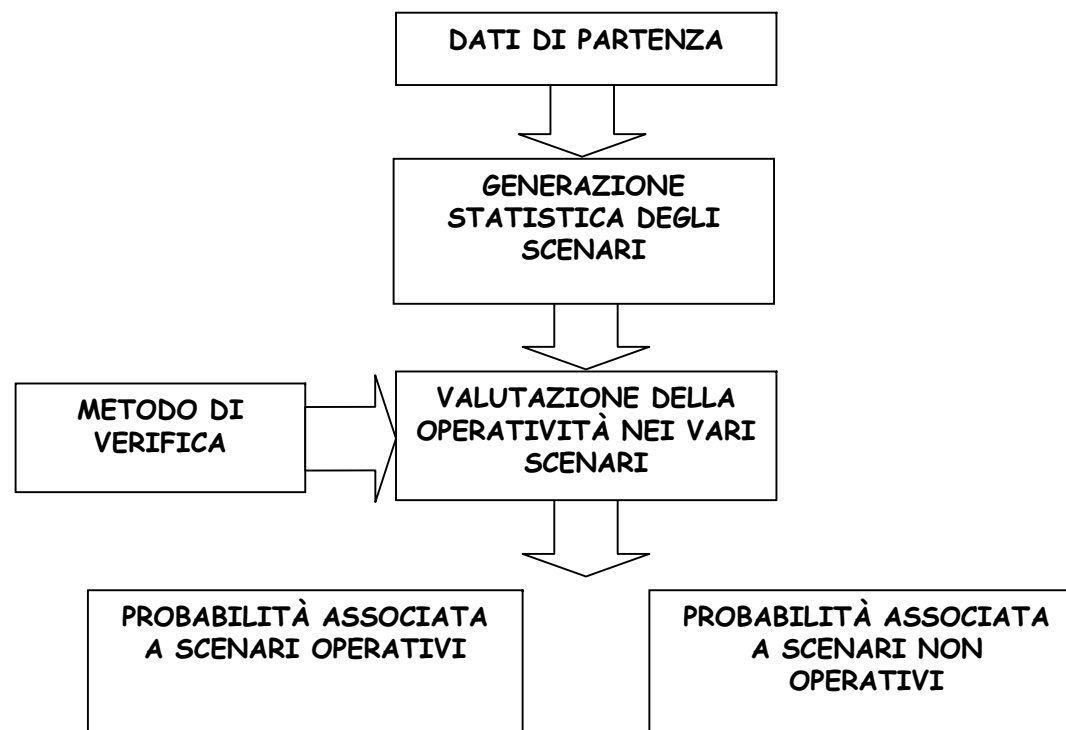 DATI DI PARTENZA
GENERAZIONE
STATISTICA DEGLI
SCENARI
METODO DI
VERIFICA
VALUTAZIONE DELLA
OPERATIVITÀ NEI VARI
SCENARI
PROBABILITÀ ASSOCIATA
A SCENARI OPERATIVI
PROBABILITÀ ASSOCIATA
A SCENARI NON
OPERATIVI